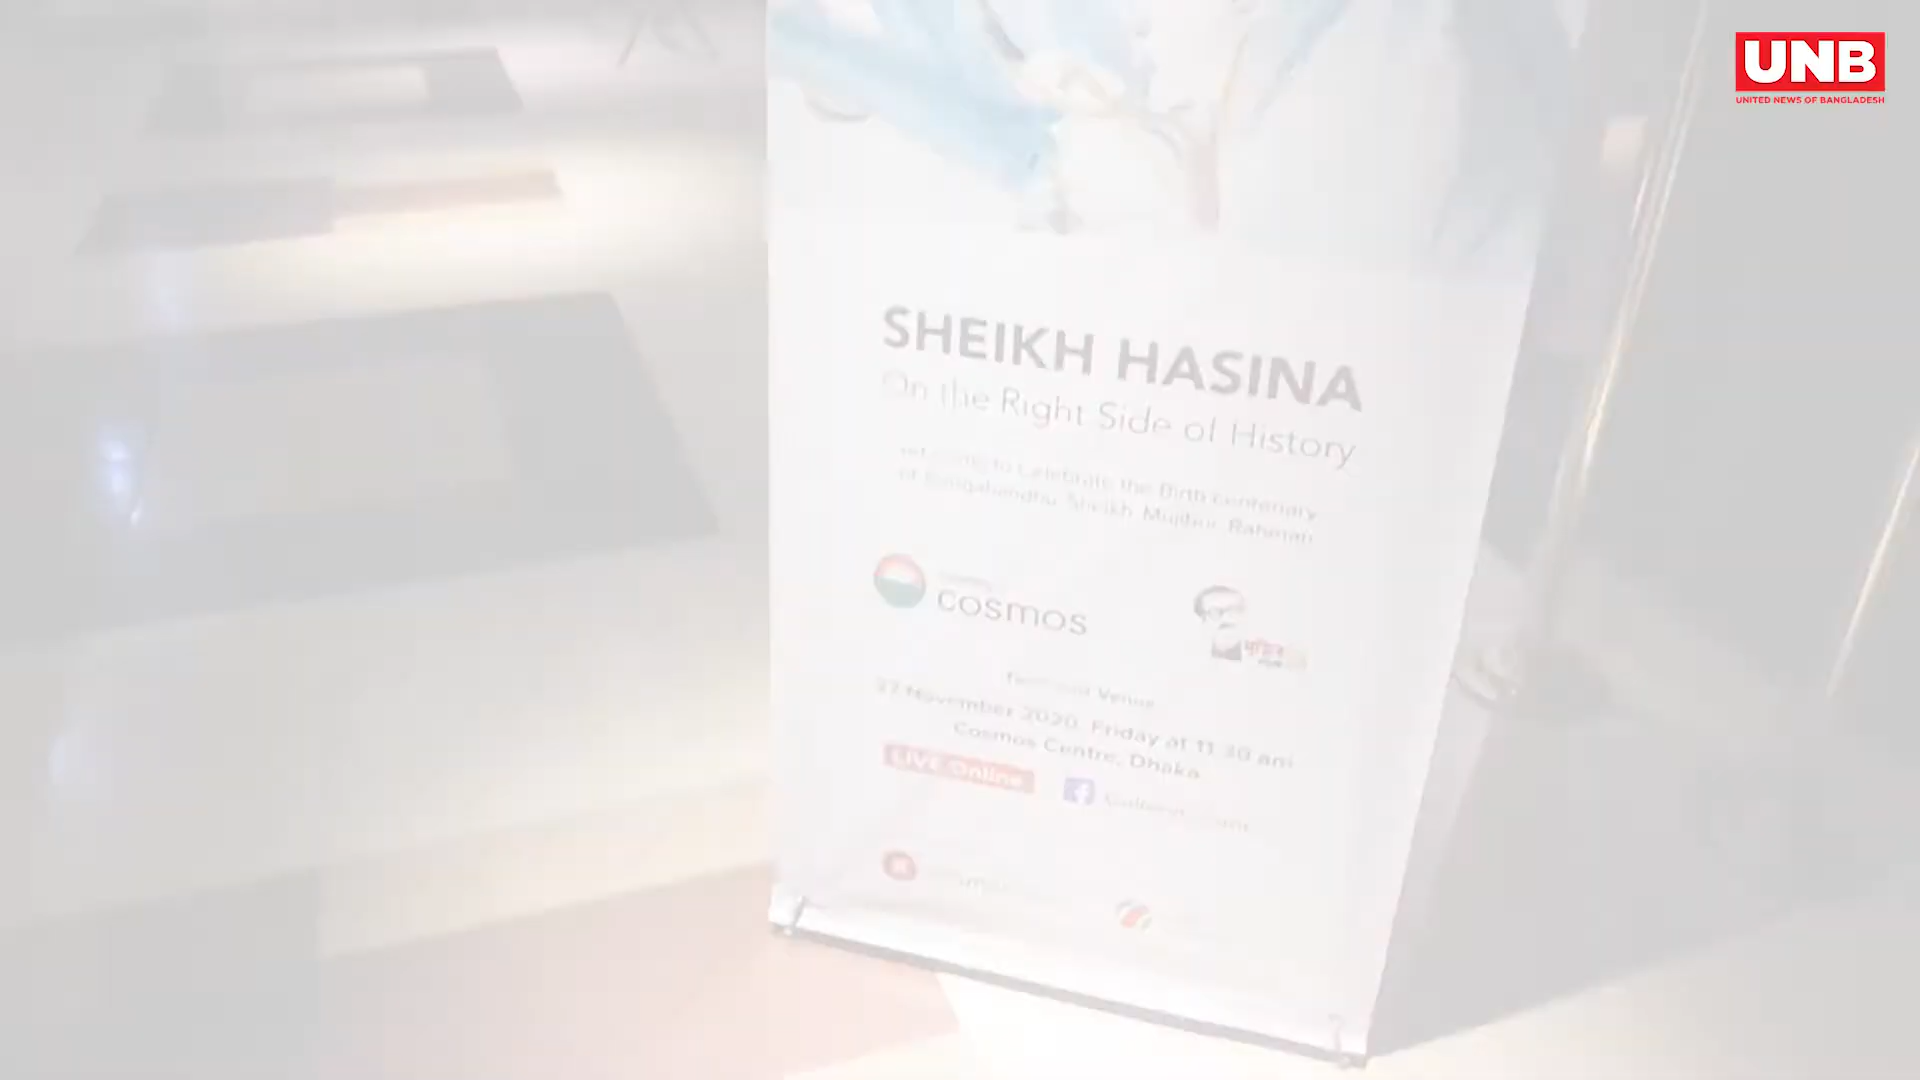 UNB
UNITED NEWS OF BANGLADESH
SHEIKH HASINA
On the Right Side of History
to Celebrate the Birth Centenary
of Bangabandhu Sheikh Mujibur Rahman
COSMOS
মুজিব
Venue
27 November 2020, Friday at 11.30 am
Cosmos Centre, Dhaka
LIVE Online